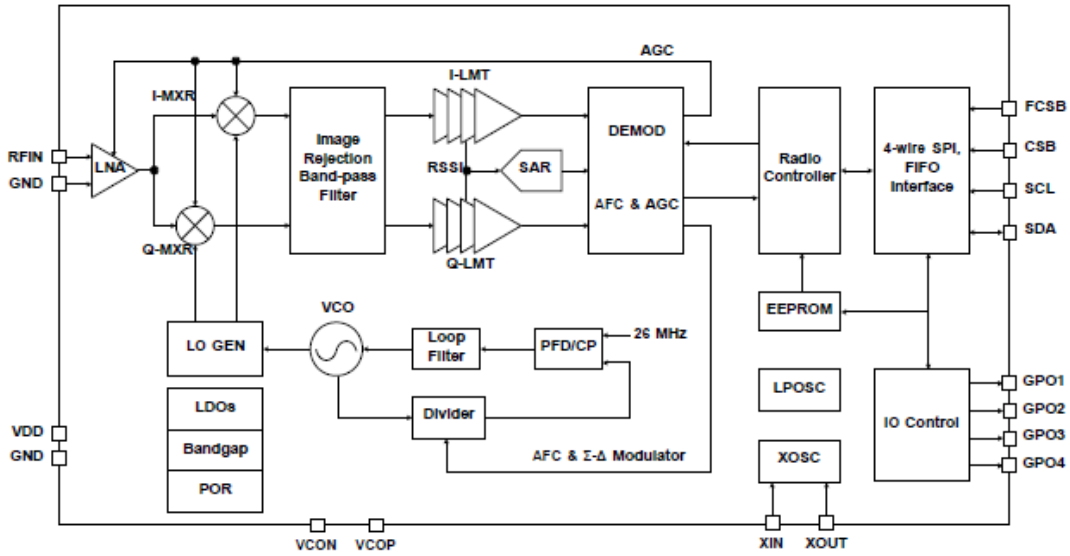 AGC
I-MXR
I-LMT
RFIN
GND
LNA
Q-MXR
Image
Rejection
Band-pass
Filter
RSSI
SAR
Q-LMT
DEMOD
AFC & AGC
Radio
Controller
4-wire SPI,
FIFO
Interface
FCSB
CSB
SCL
SDA
EEPROM
VCO
LO GEN
Loop
Filter
PFD/CP
26 MHz
Divider
AFC & Σ-Δ Modulator
LDOs
Bandgap
POR
VDD
GND
LPOSC
XOSC
IO Control
GPO1
GPO2
GPO3
GPO4
VCON
VCOP
XIN
XOUT